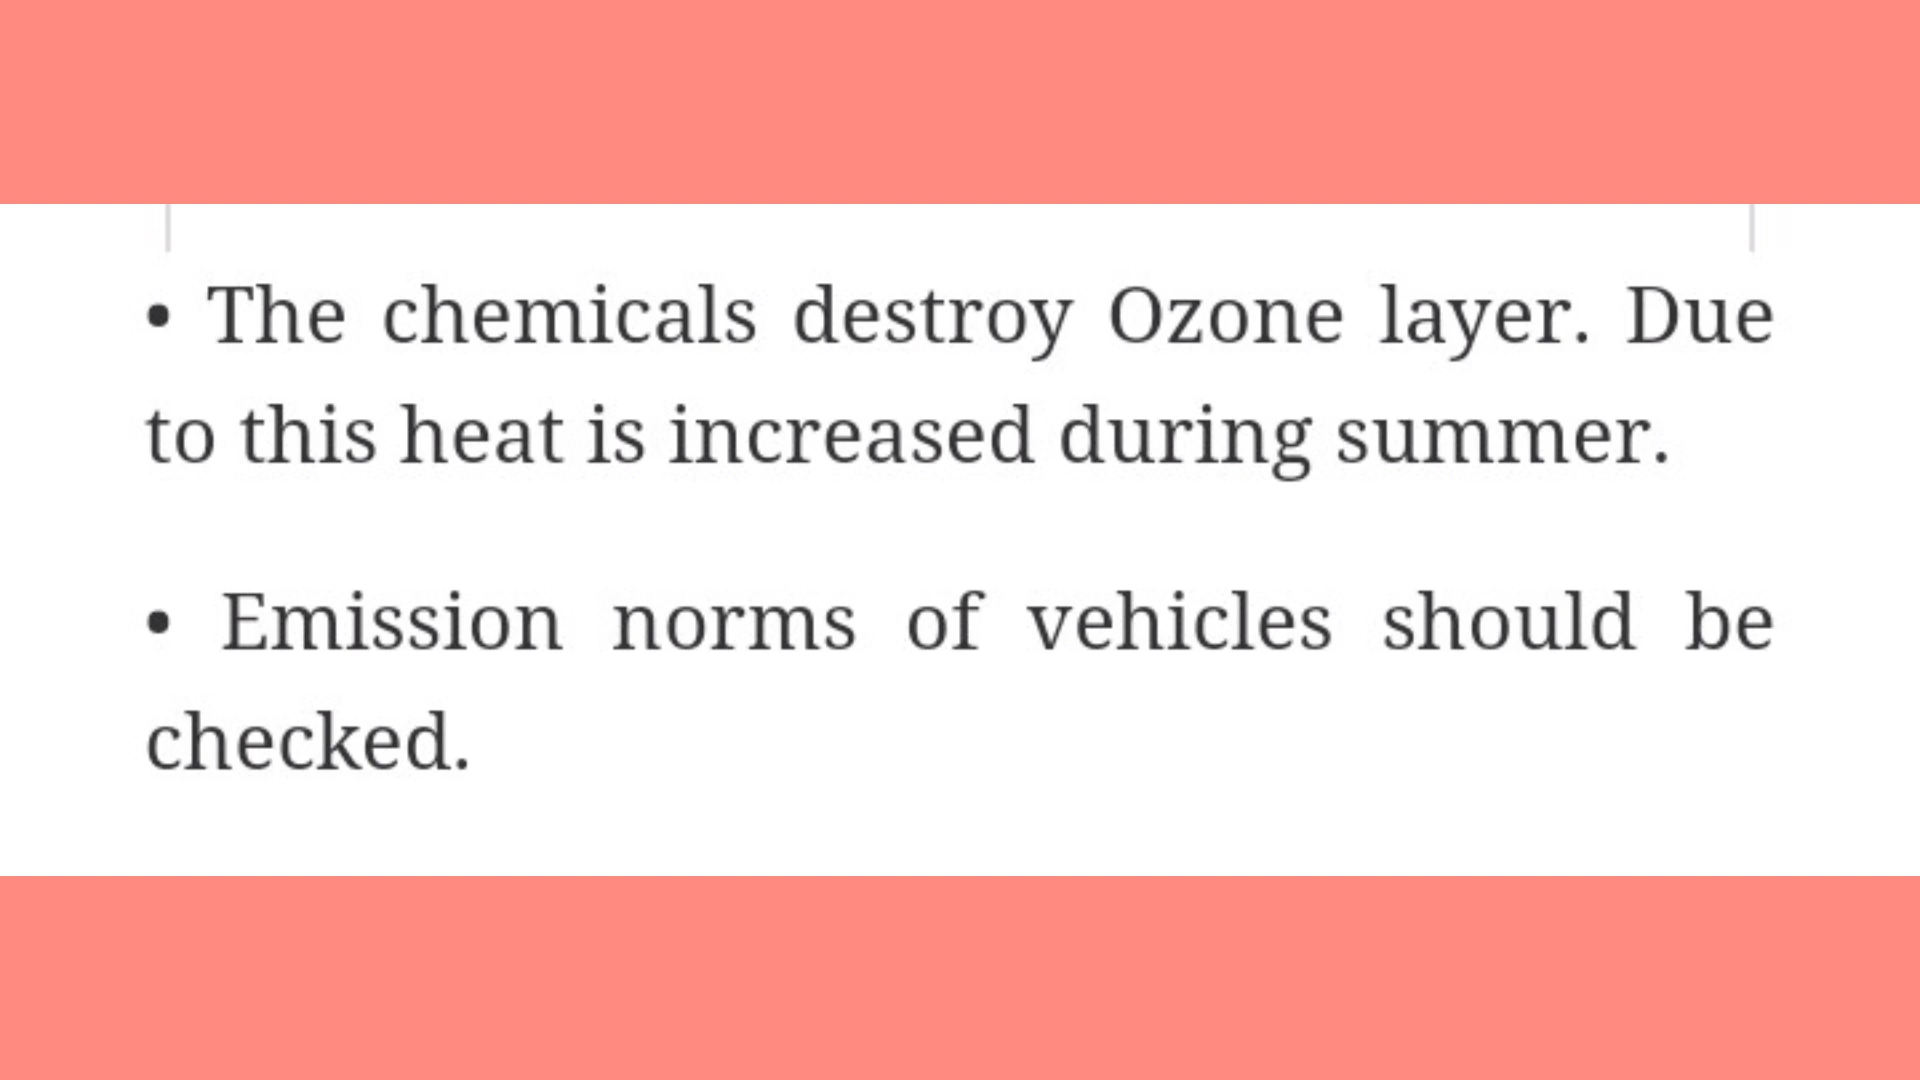 • The chemicals destroy Ozone layer. Due
to this heat is increased during summer.
• Emission norms of vehicles should be
checked.